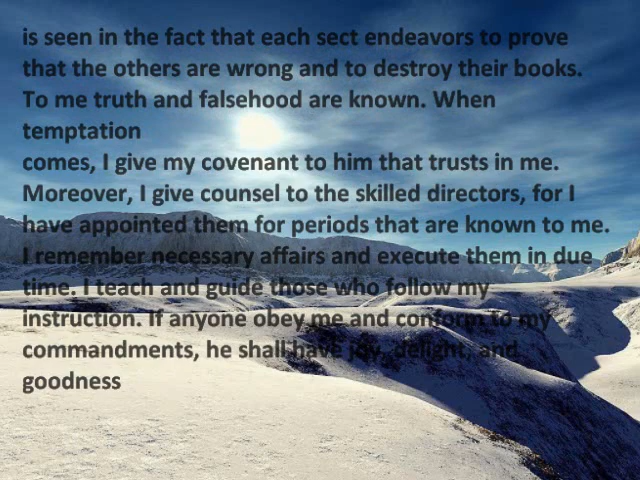 is seen in the fact that each sect endeavors to prove
that the others are wrong and to destroy their books.
To me truth and falsehood are known. When
temptation
comes, I give my covenant to him that trusts in me.
Moreover, I give counsel to the skilled directors, for I
have appointed them for periods that are known to me.
I remember necessary affairs and execute them in due
time. I teach and guide those who follow my
instruction. If anyone obey me and conform to my
commandments, he shall have joy, delight, and
goodness